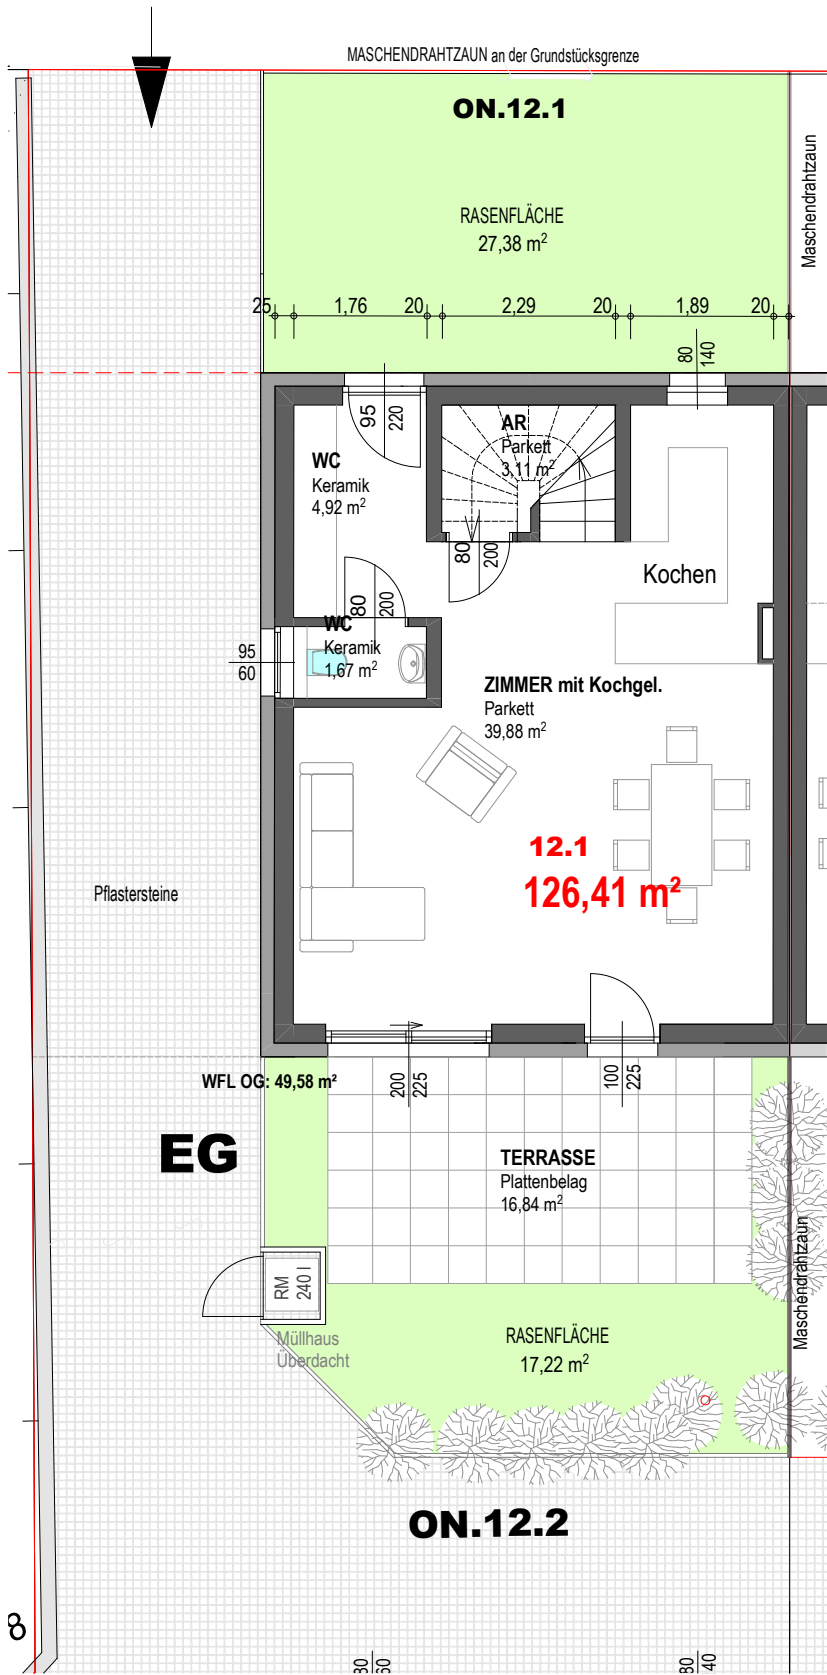 MASCHENDRAHTZAUN an der Grundstücksgrenze
ON.12.1
Maschendrahtzaun
RASENFLÄCHE
27,38 m²
25 1,76 20 2,29 20 1,89 20
80
140
95
220
AR
Parkett
3,11 m²
WC
Keramik
4,92 m²
80
200
Kochen
80
200
WC
Keramik
1,67 m²
95
60
ZIMMER mit Kochgel.
Parkett
39,88 m²
12.1
126,41 m²
Pflastersteine
WFL OG: 49,58 m²
200
225
100
225
EG
TERRASSE
Plattenbelag
16,84 m²
Maschendrahtzaun
RM
240 l
Müllhaus
Überdacht
RASENFLÄCHE
17,22 m²
ON.12.2
8